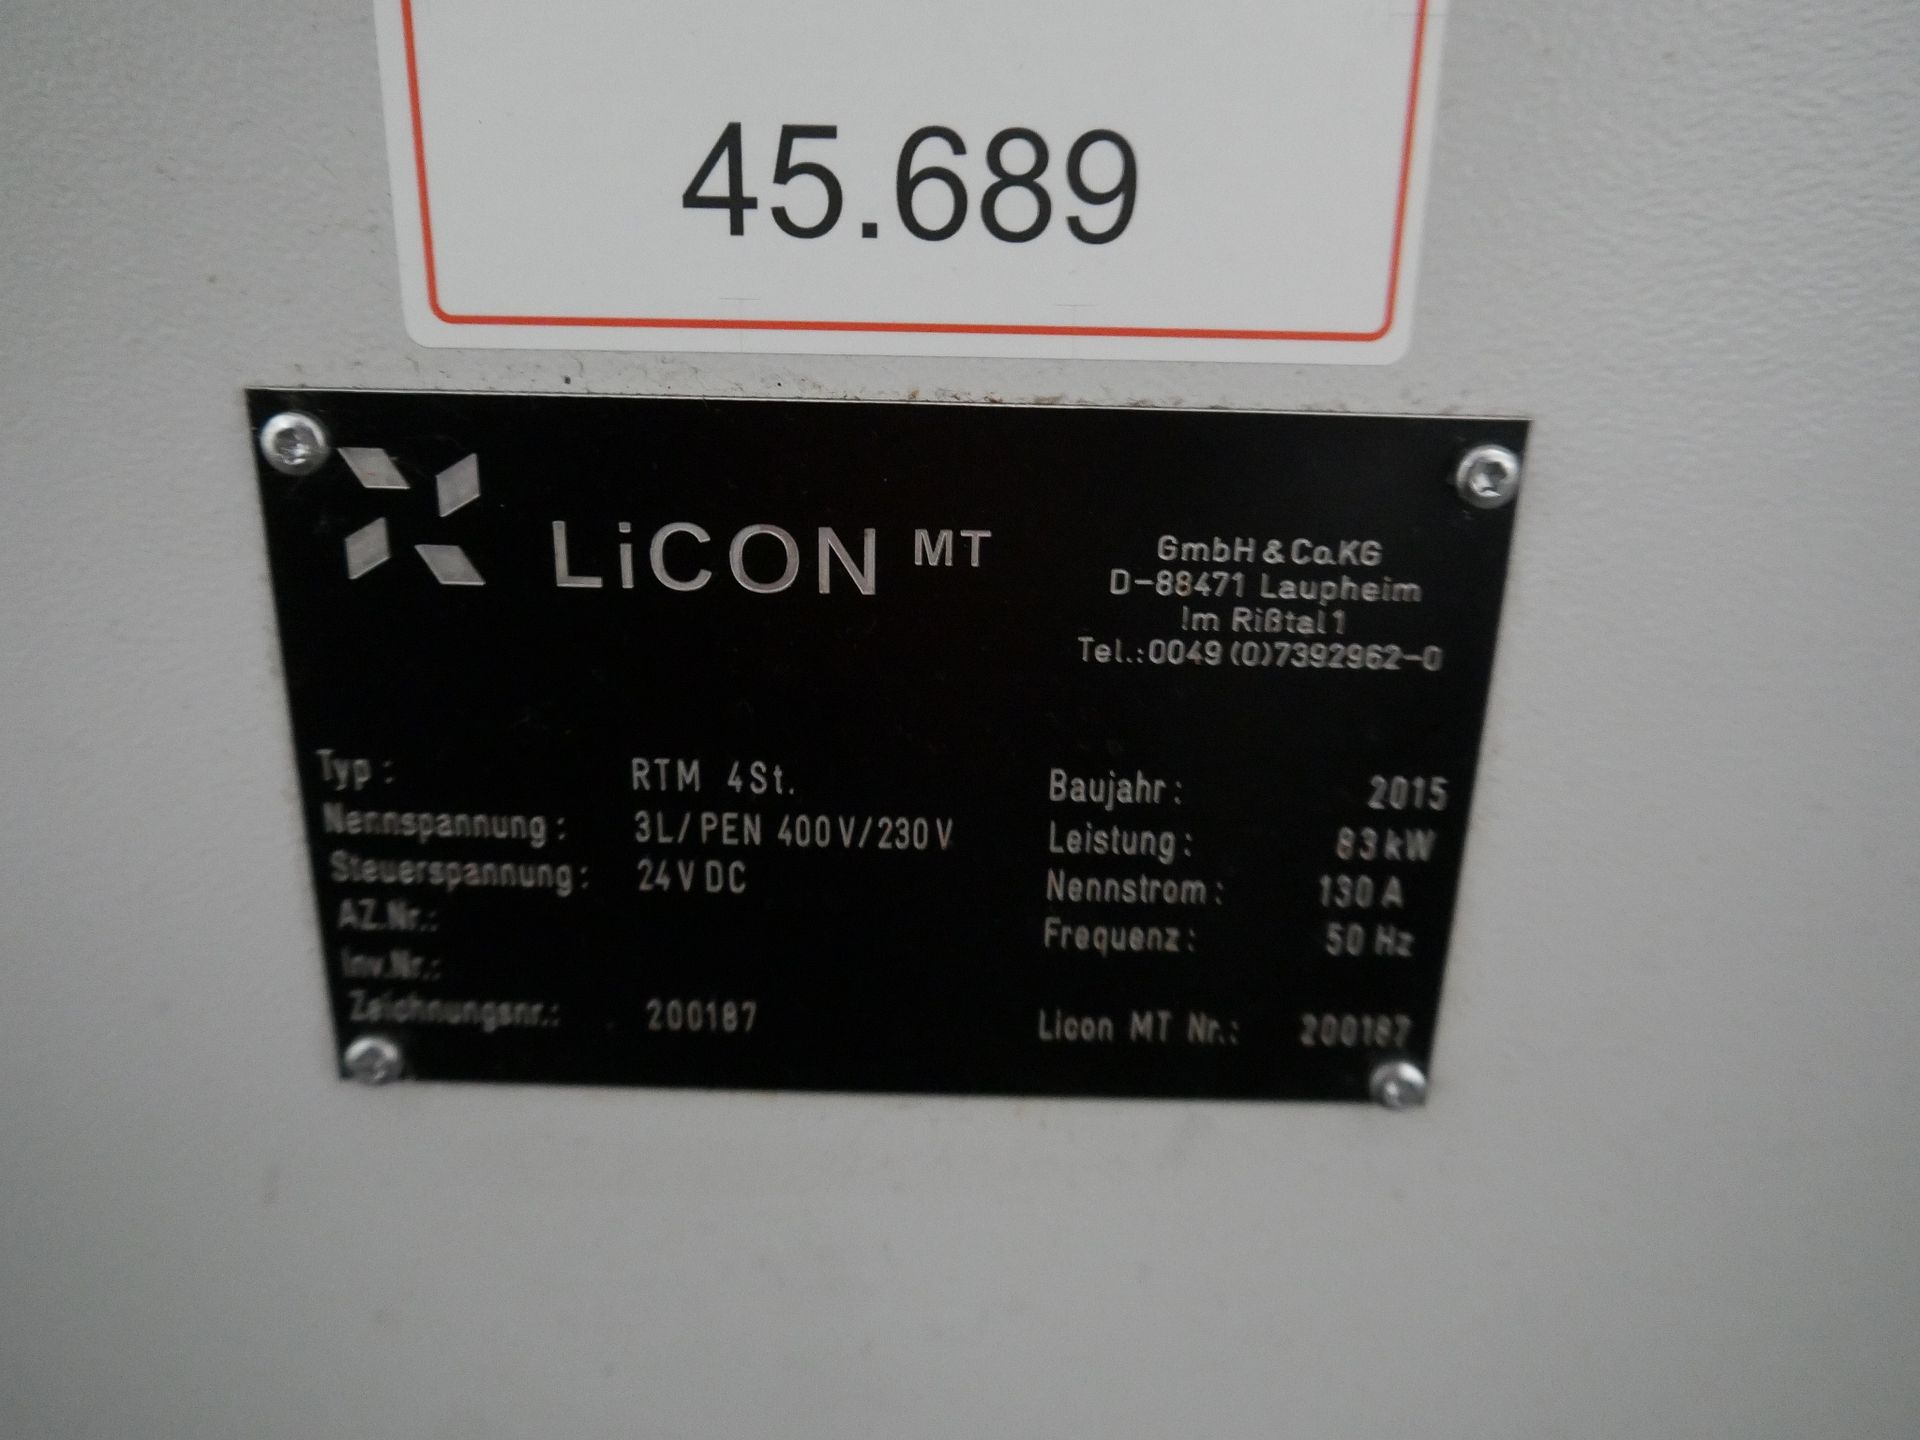 45.689
LiCON MT
GmbH & Co.KG
D-88471 Laupheim
Im Rißtal 1
Tel.: 0049 (0)7392962-0
Typ: RTM 4St.
Nennspannung: 3L/PEN 400V/230V
Steuerspannung: 24V DC
AZ.Nr.:
Inv.Nr.:
Zeichnungsnr.: 200187
Baujahr: 2015
Leistung: 83 kW
Nennstrom: 130 A
Frequenz: 50 Hz
Licon MT Nr.: 200187